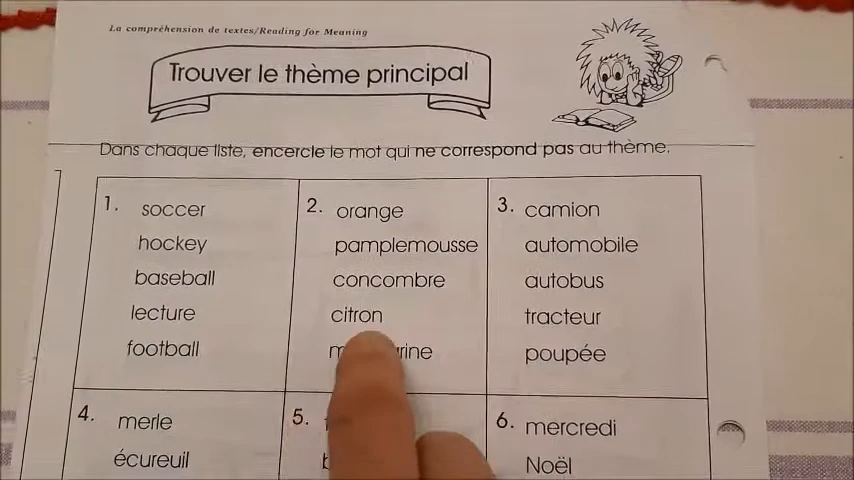 La compréhension de textes/Reading for Meaning
Trouver le thème principal
Dans chaque liste, encercle le mot qui ne correspond pas au thème.
1. soccer
hockey
baseball
lecture
football
2. orange
pamplemousse
concombre
citron
3. camion
automobile
autobus
tracteur
poupée
4. merle
écureuil
5.
6. mercredi
Noël